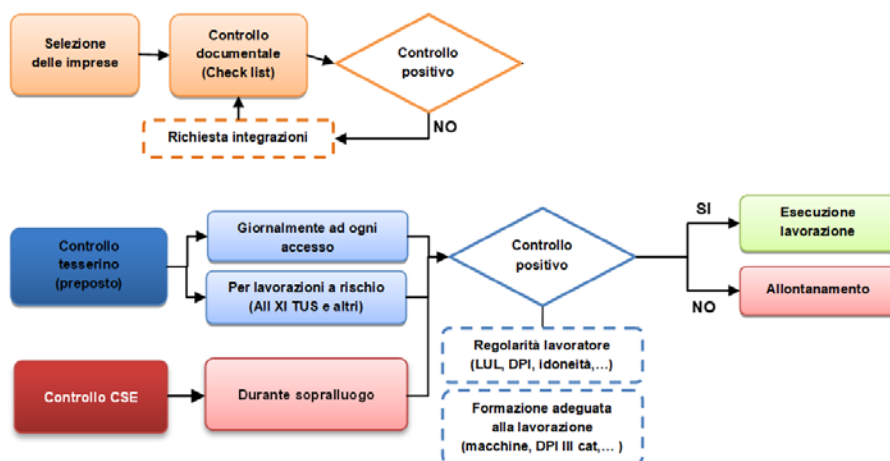 Selezione
delle imprese
Controllo
documentale
(Check list)
Controllo
positivo
NO
Richiesta integrazioni
Controllo
tesserino
(preposto)
Giornalmente ad ogni
accesso
Per lavorazioni a rischio
(All XI TUS e altri)
Controllo
positivo
SI
Esecuzione
lavorazione
NO
Allontanamento
Regolarità lavoratore
(LUL, DPI, idoneità,...)
Controllo CSE
Durante sopralluogo
Formazione adeguata
alla lavorazione
(macchine, DPI III cat,... )